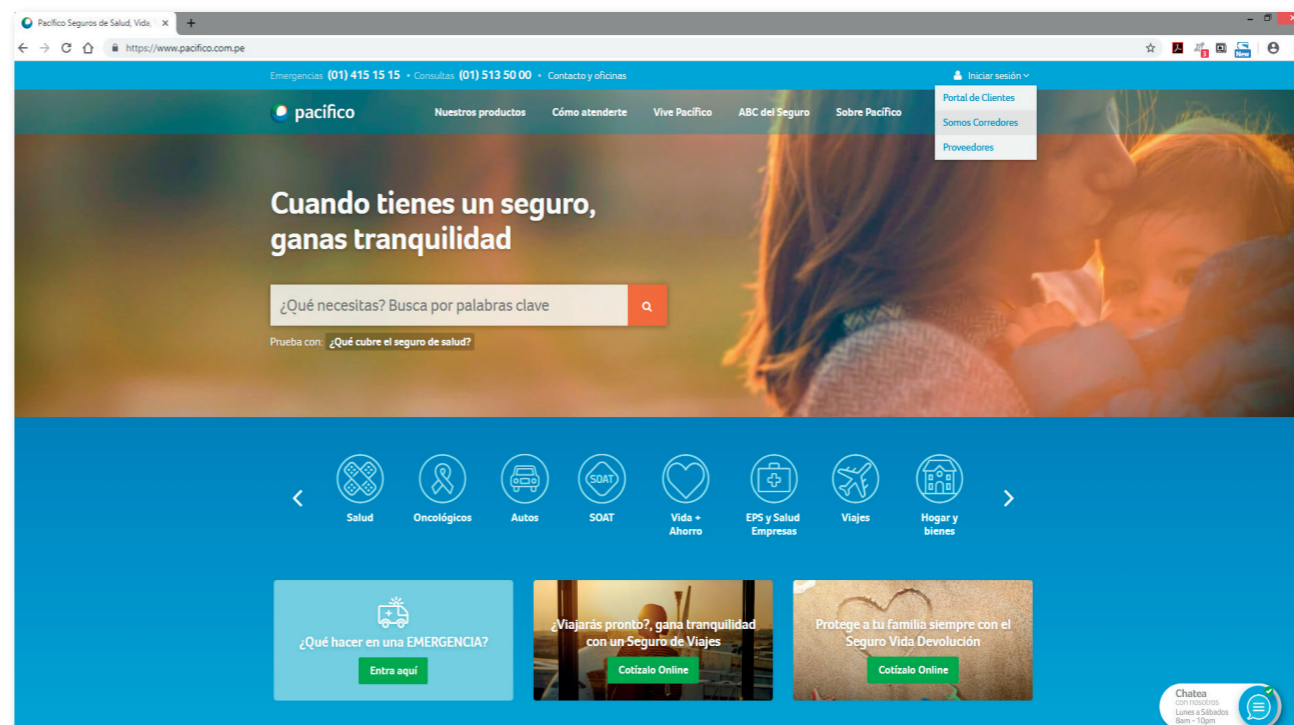 Pacífico Seguros de Salud, Vida,
https://www.pacifico.com.pe
New
Emergencias (01) 415 15 15 • Consultas (01) 513 50 00 • Contacto y oficinas
Iniciar sesión
pacífico
Nuestros productos
Cómo atenderte
Vive Pacífico
ABC del Seguro
Sobre Pacífico
Portal de Clientes
Somos Corredores
Proveedores
Cuando tienes un seguro,
ganas tranquilidad
¿Qué necesitas? Busca por palabras clave
Prueba con: ¿Qué cubre el seguro de salud?
SOAT
Salud
Oncológicos
Autos
SOAT
Vida +
Ahorro
EPS y Salud
Empresas
Viajes
Hogar y
bienes
¿Qué hacer en una EMERGENCIA?
Entra aquí
¿Viajarás pronto?, gana tranquilidad
con un Seguro de Viajes
Cotízalo Online
Protege a tu familia siempre con el
Seguro Vida Devolución
Cotízalo Online
Chatea
con nosotros
Lunes a Sábados
8am - 10pm